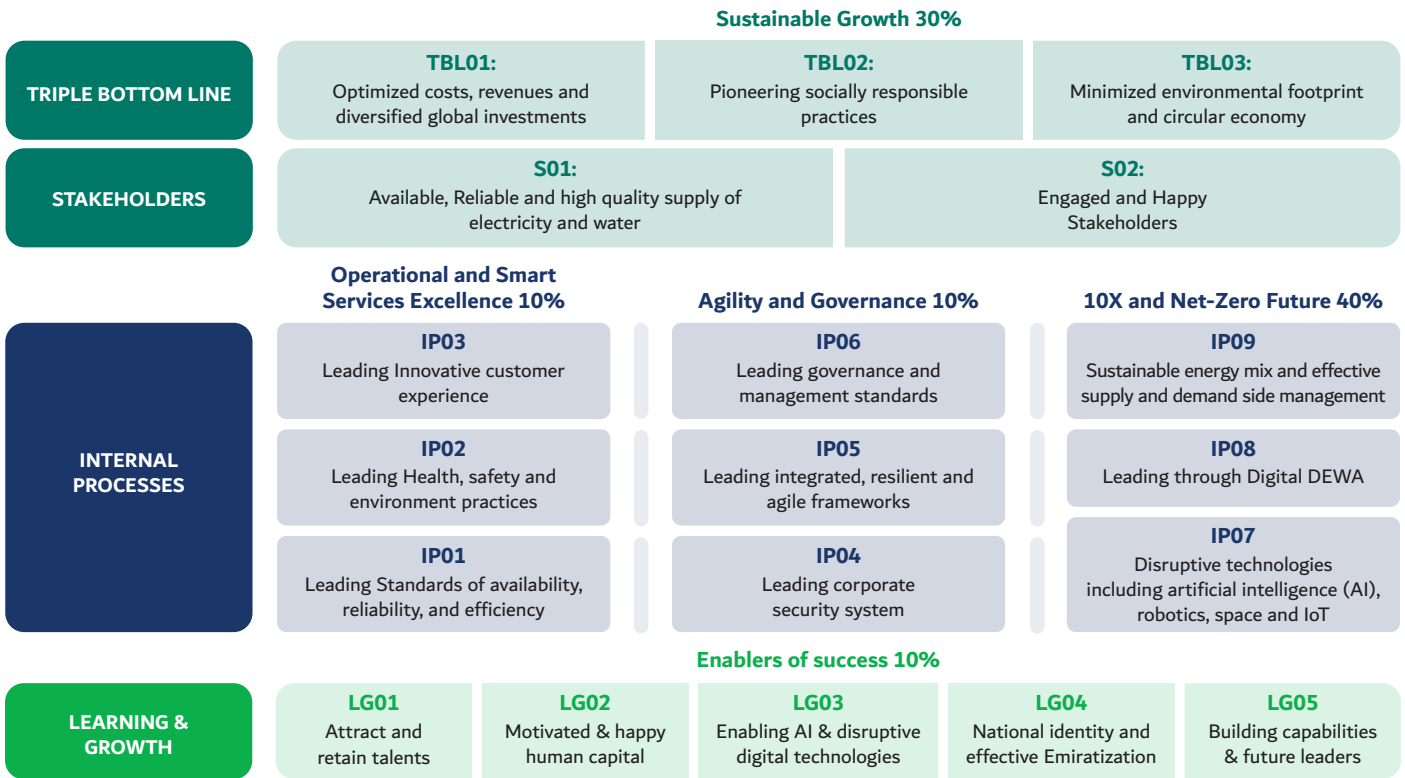 Sustainable Growth 30%
TRIPLE BOTTOM LINE
TBL01:
Optimized costs, revenues and
diversified global investments
TBL02:
Pioneering socially responsible
practices
TBL03:
Minimized environmental footprint
and circular economy
STAKEHOLDERS
S01:
Available, Reliable and high quality supply of
electricity and water
S02:
Engaged and Happy
Stakeholders
Operational and Smart
Services Excellence 10%
Agility and Governance 10%
10X and Net-Zero Future 40%
INTERNAL
PROCESSES
IP03
Leading Innovative customer
experience
IP06
Leading governance and
management standards
IP09
Sustainable energy mix and effective
supply and demand side management
IP02
Leading Health, safety and
environment practices
IP05
Leading integrated, resilient and
agile frameworks
IP08
Leading through Digital DEWA
IP01
Leading Standards of availability,
reliability, and efficiency
IP04
Leading corporate
security system
IP07
Disruptive technologies
including artificial intelligence (AI),
robotics, space and IoT
Enablers of success 10%
LEARNING &
GROWTH
LG01
Attract and
retain talents
LG02
Motivated & happy
human capital
LG03
Enabling AI & disruptive
digital technologies
LG04
National identity and
effective Emiratization
LG05
Building capabilities
& future leaders